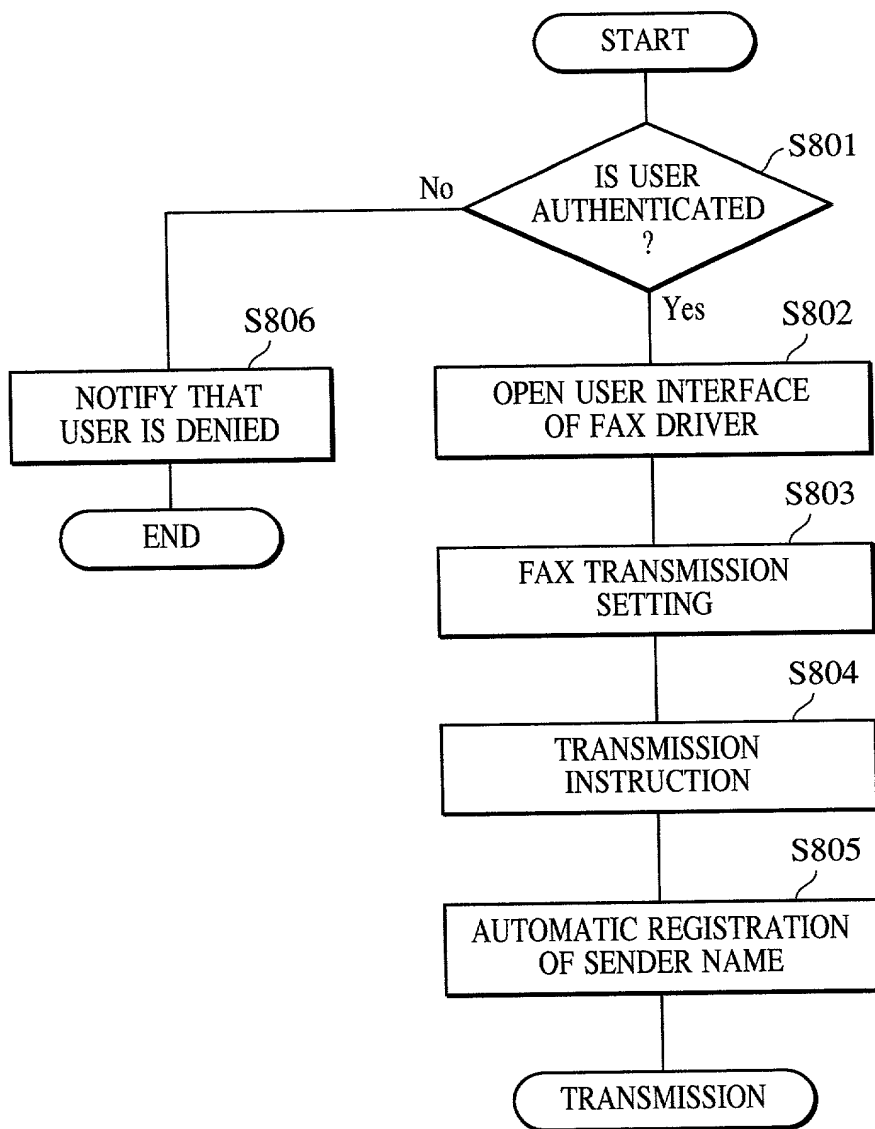 START
S801
IS USER
AUTHENTICATED
?
No
Yes
S806
NOTIFY THAT
USER IS DENIED
END
S802
OPEN USER INTERFACE
OF FAX DRIVER
S803
FAX TRANSMISSION
SETTING
S804
TRANSMISSION
INSTRUCTION
S805
AUTOMATIC REGISTRATION
OF SENDER NAME
TRANSMISSION